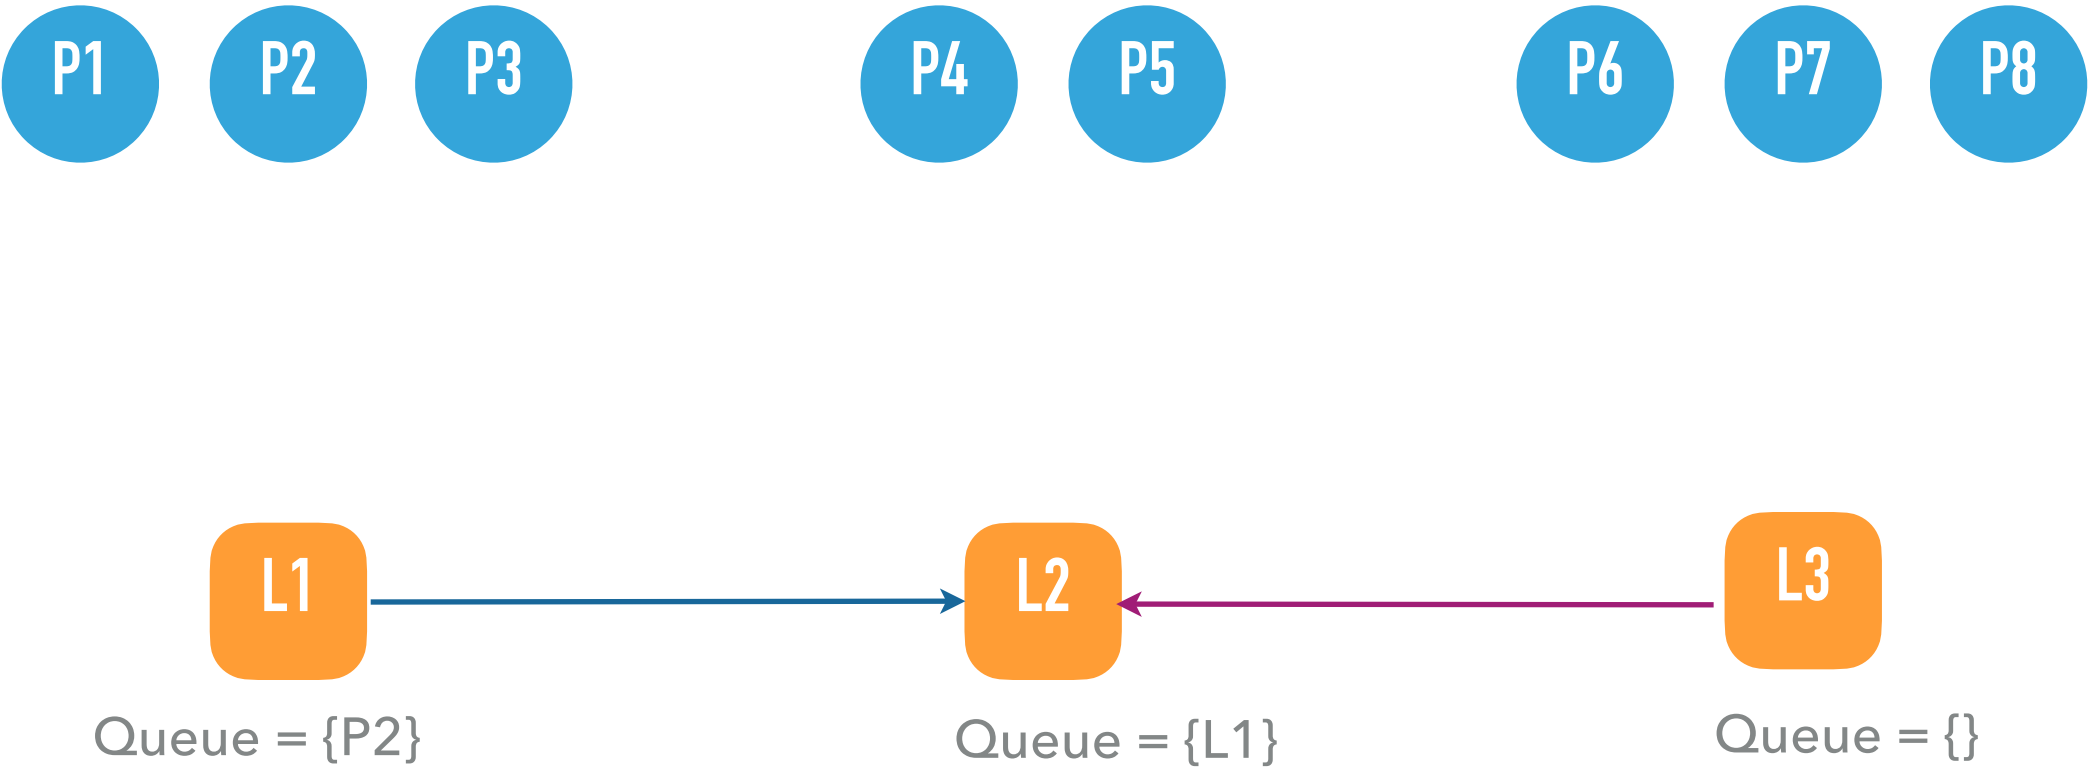 P1 P2 P3 P4 P5 P6 P7 P8
L1 L2 L3
Queue = {P2} Queue = {L1} Queue = {}